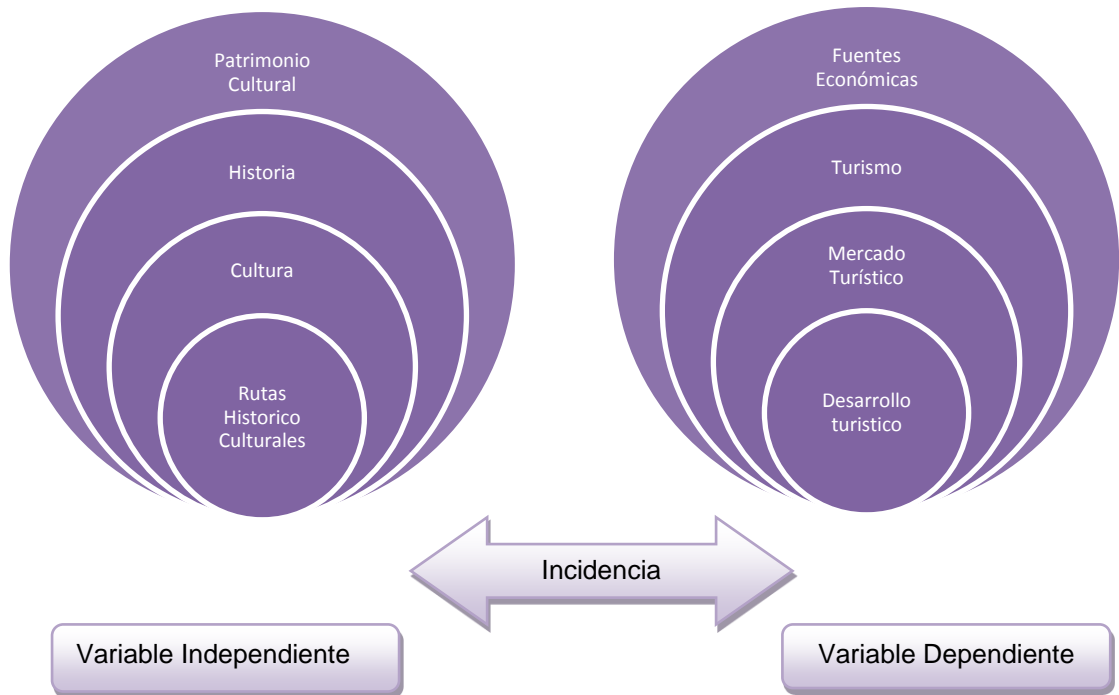 Patrimonio
Cultural
Historia
Cultura
Rutas
Historico
Culturales
Fuentes
Económicas
Turismo
Mercado
Turístico
Desarrollo
turistico
Incidencia
Variable Independiente
Variable Dependiente